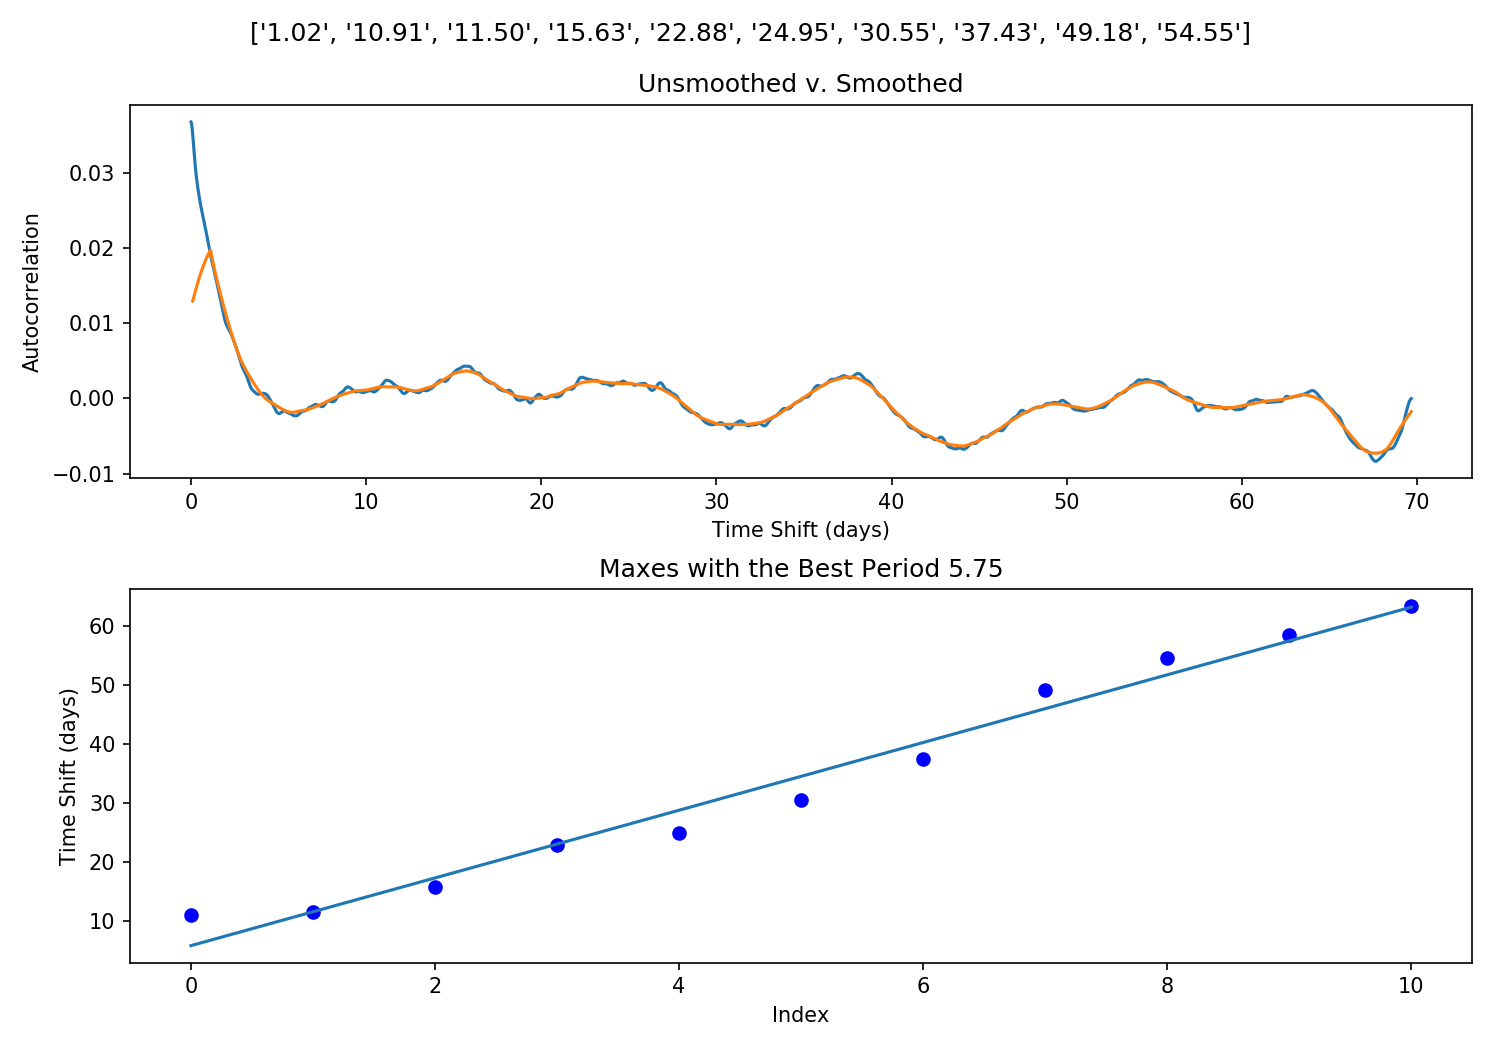 ['1.02', '10.91', '11.50', '15.63', '22.88', '24.95', '30.55', '37.43', '49.18', '54.55']
Unsmoothed v. Smoothed
Autocorrelation
0.03
0.02
0.01
0.00
−0.01
0 10 20 30 40 50 60 70
Time Shift (days)
Maxes with the Best Period 5.75
Time Shift (days)
60
50
40
30
20
10
0 2 4 6 8 10
Index